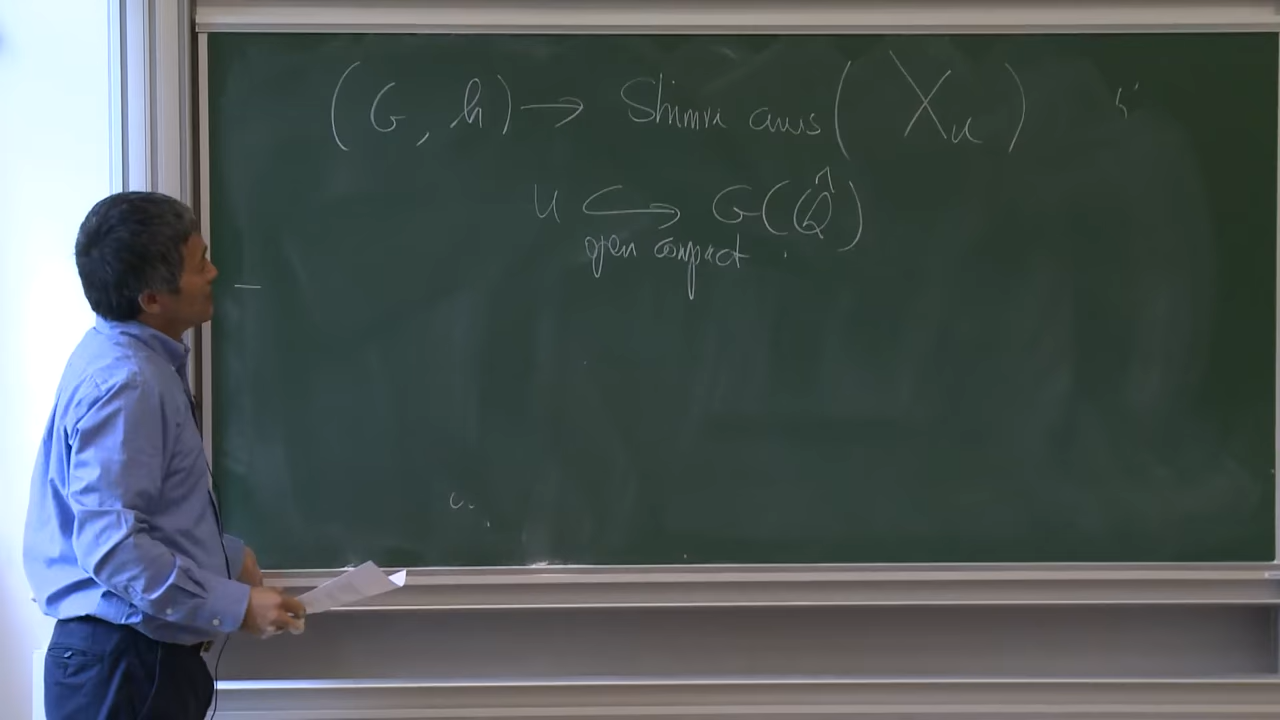 (G, h) → Shimura curves (X_U)
U ↪ G(Q̂)
open compact .